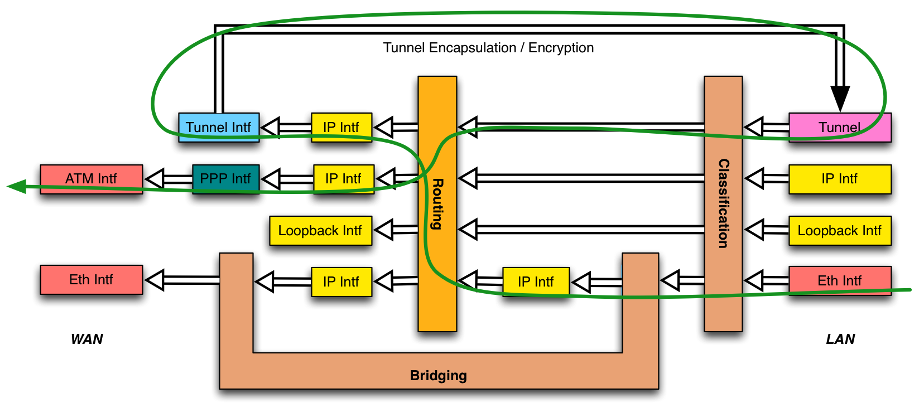 Tunnel Encapsulation / Encryption
Tunnel Intf
IP Intf
Tunnel
ATM Intf
PPP Intf
IP Intf
Routing
Classification
IP Intf
Loopback Intf
Loopback Intf
Eth Intf
IP Intf
IP Intf
Eth Intf
WAN
LAN
Bridging